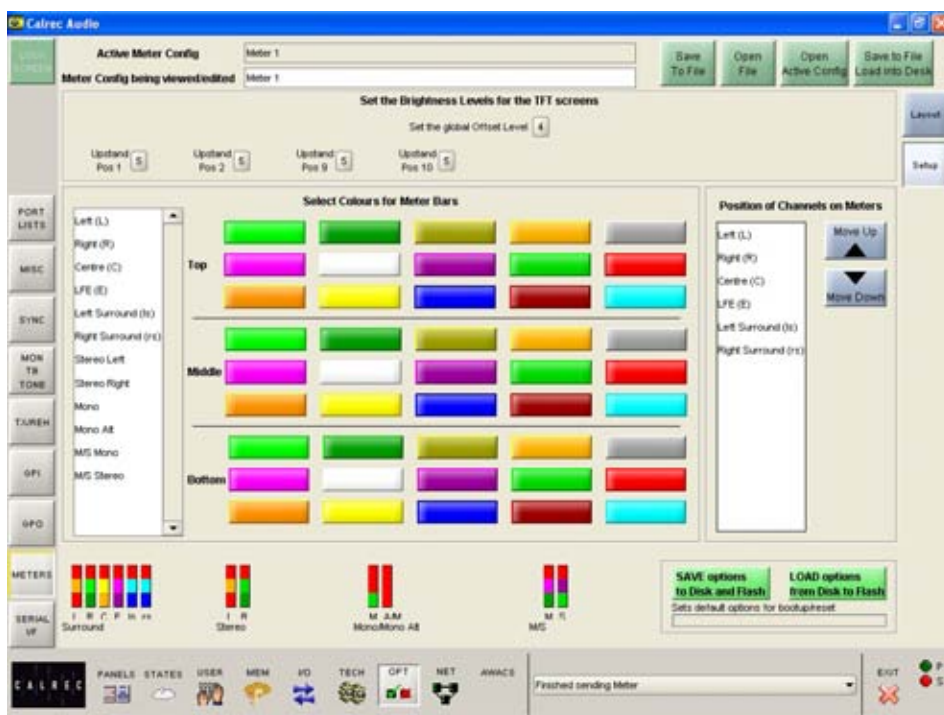 Calrec Audio
Active Meter Config
Meter 1
Meter Config being viewed/edited
Meter 1
Save To File
Open File
Open Active Config
Save to File Load into Desk
Set the Brightness Levels for the TFT screens
Set the global Offset Level 4
Upstand Pos 1 5
Upstand Pos 2 5
Upstand Pos 9 5
Upstand Pos 10 5
Layout
Setup
PORT LISTS
MISC
SYNC
MON TB TONE
GPI
GPO
METERS
SERIAL I/F
Select Colours for Meter Bars
Left (L)
Right (R)
Centre (C)
LFE (E)
Left Surround (ls)
Right Surround (rs)
Stereo Left
Stereo Right
Mono
Mono Alt
M/S Mono
M/S Stereo
Top
Middle
Bottom
Position of Channels on Meters
Left (L)
Right (R)
Centre (C)
LFE (E)
Left Surround (ls)
Right Surround (rs)
Move Up
Move Down
Surround
L R
Stereo
M A/M
Mono/Mono Alt
M S
M/S
SAVE options to Disk and Flash
LOAD options from Disk to Flash
Sets default options for bootup/reset
CALREC
PANELS
STATES
USER
MEM
I/O
TECH
OPT
NET
AWACS
Finished sending Meter
EXIT
P
S